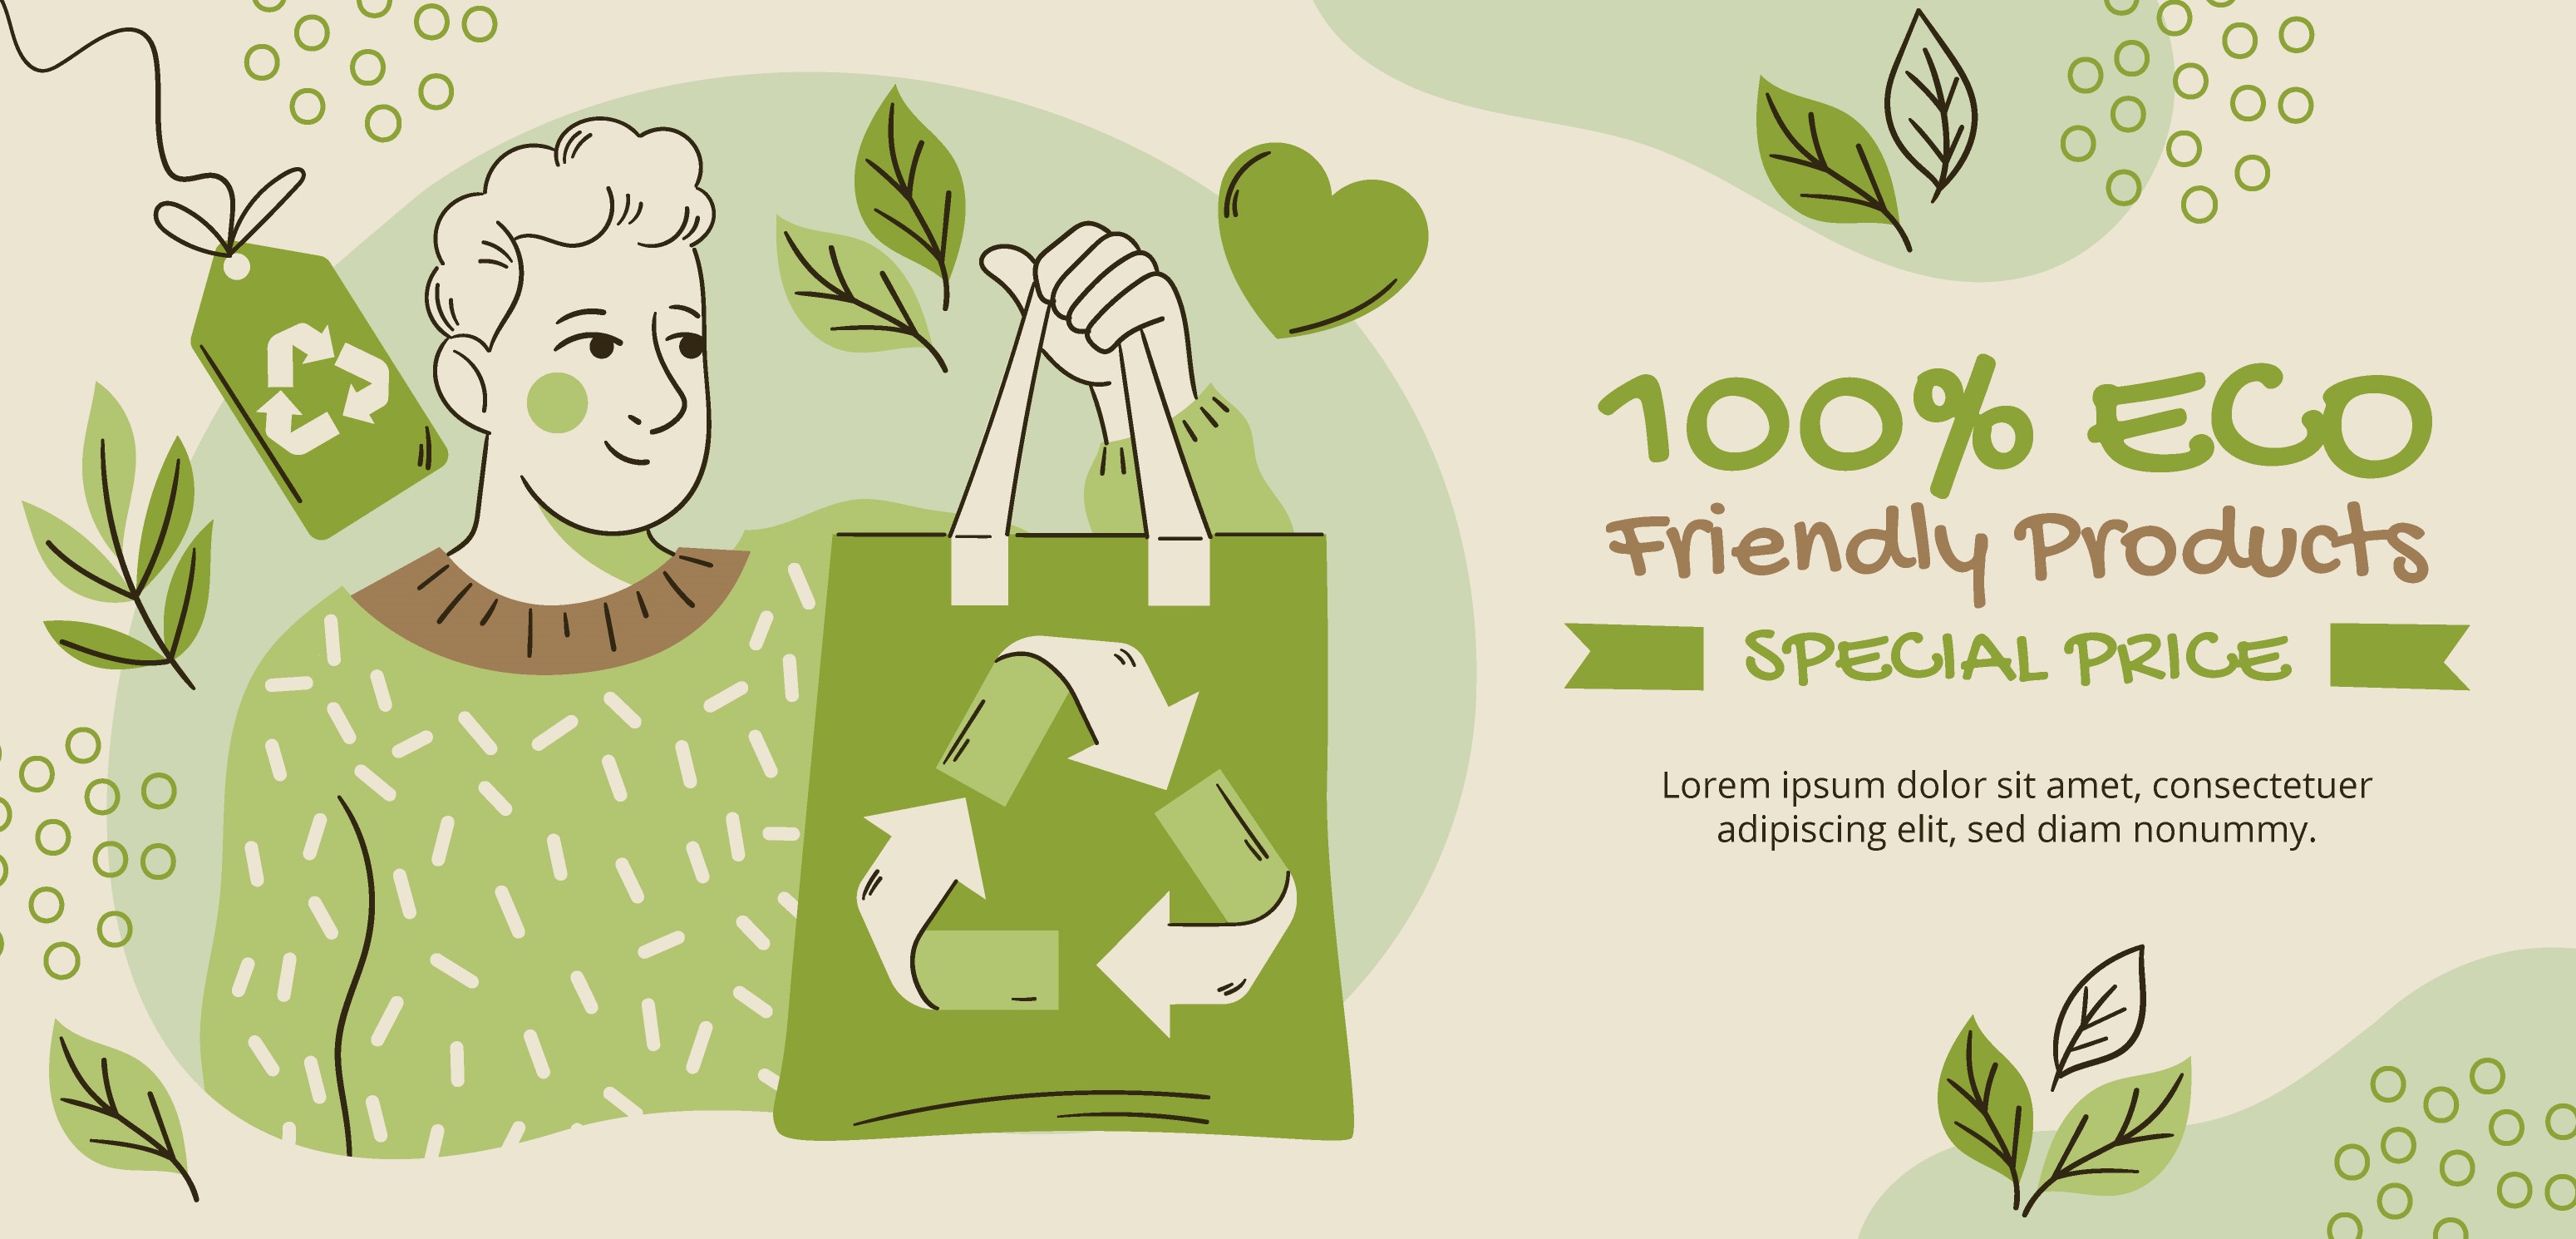 100% ECO
Friendly Products
SPECIAL PRICE
Lorem ipsum dolor sit amet, consectetuer
adipiscing elit, sed diam nonummy.